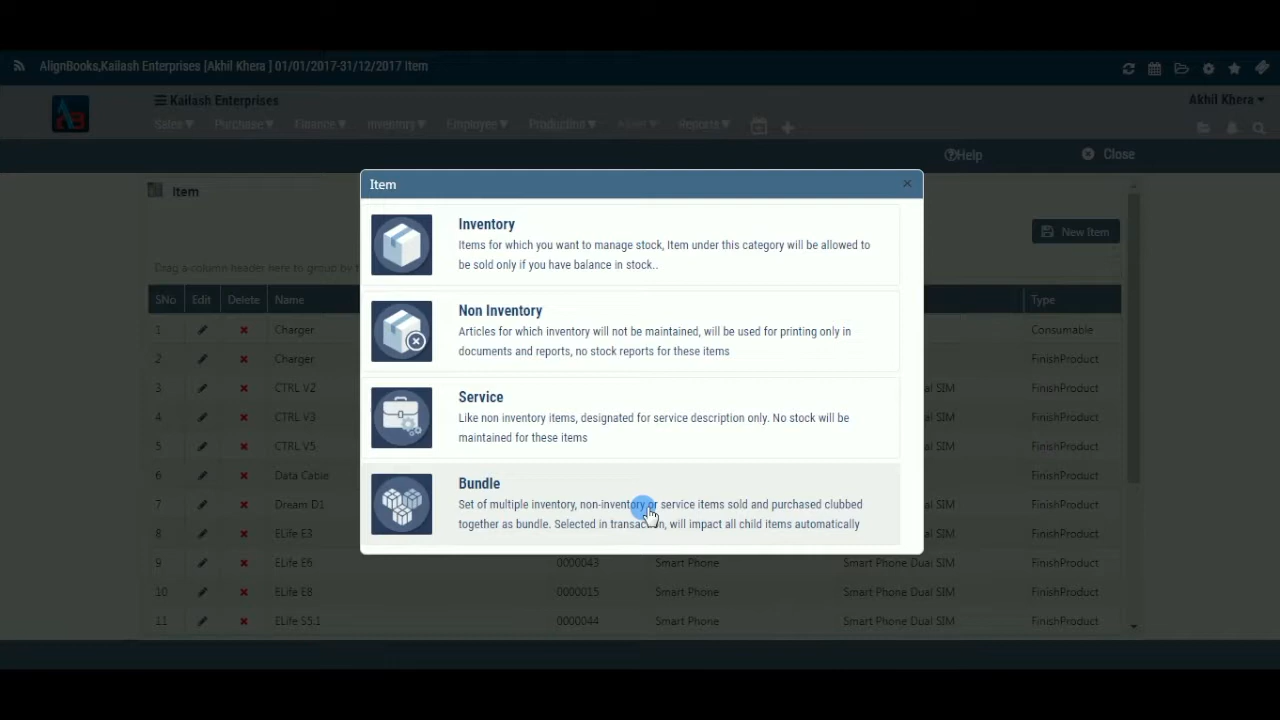 AlignBooks,Kailash Enterprises [Akhil Khera ] 01/01/2017-31/12/2017 Item
Kailash Enterprises
Akhil Khera
Sales Purchase Finance Inventory Employee Production Asset Reports
Help Close
Item
New Item
Drag a column header here to group by t
SNo Edit Delete Name Type
1 Charger Consumable
2 Charger FinishProduct
3 CTRL V2 Dual SIM FinishProduct
4 CTRL V3 Dual SIM FinishProduct
5 CTRL V5 Dual SIM FinishProduct
6 Data Cable FinishProduct
7 Dream D1 Dual SIM FinishProduct
8 ELife E3 Dual SIM FinishProduct
9 ELife E6 0000043 Smart Phone Smart Phone Dual SIM FinishProduct
10 ELife E8 0000015 Smart Phone Smart Phone Dual SIM FinishProduct
11 ELife S5.1 0000044 Smart Phone Smart Phone Dual SIM FinishProduct
Item
Inventory
Items for which you want to manage stock, Item under this category will be allowed to
be sold only if you have balance in stock..
Non Inventory
Articles for which inventory will not be maintained, will be used for printing only in
documents and reports, no stock reports for these items
Service
Like non inventory items, designated for service description only. No stock will be
maintained for these items
Bundle
Set of multiple inventory, non-inventory or service items sold and purchased clubbed
together as bundle. Selected in transaction, will impact all child items automatically